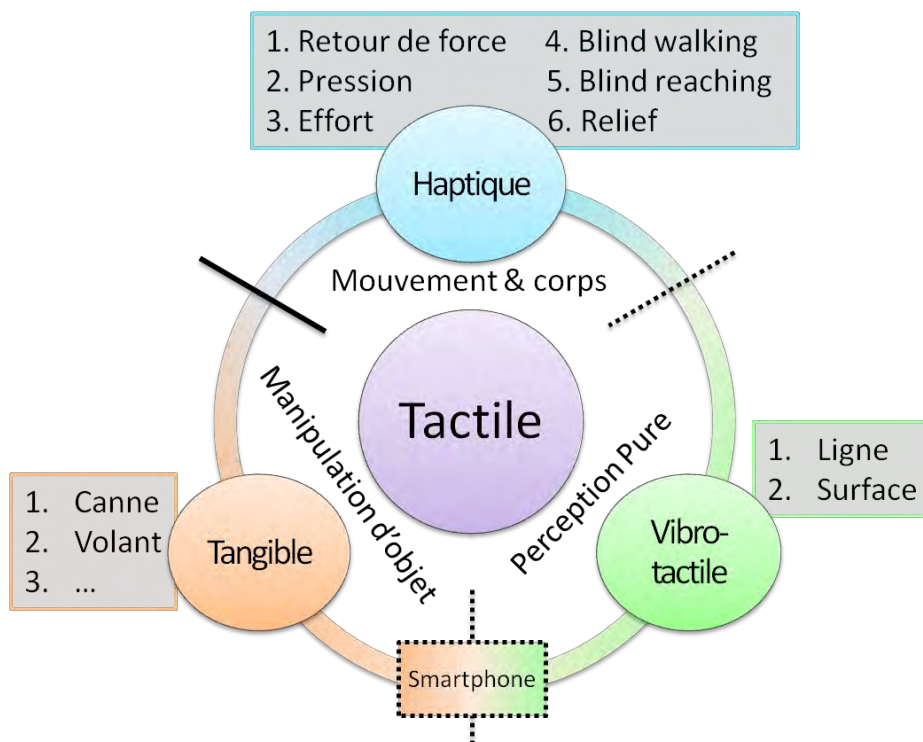 1. Retour de force
2. Pression
3. Effort
4. Blind walking
5. Blind reaching
6. Relief
Haptique
Mouvement & corps
Tactile
Manipulation d'objet
Perception Pure
1. Ligne
2. Surface
1. Canne
2. Volant
3. ...
Tangible
Vibro-
tactile
Smartphone